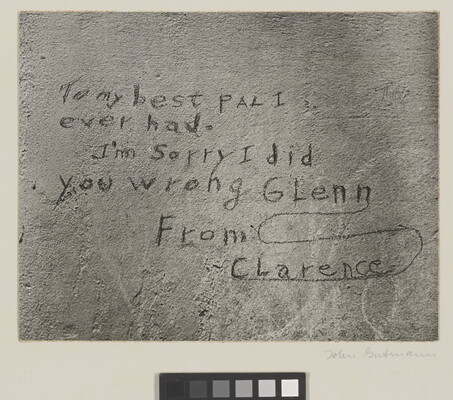 To my best PAL I
ever had.
I'm Sorry I did
you wrong GLenn
From
CLarence
John Gutmann